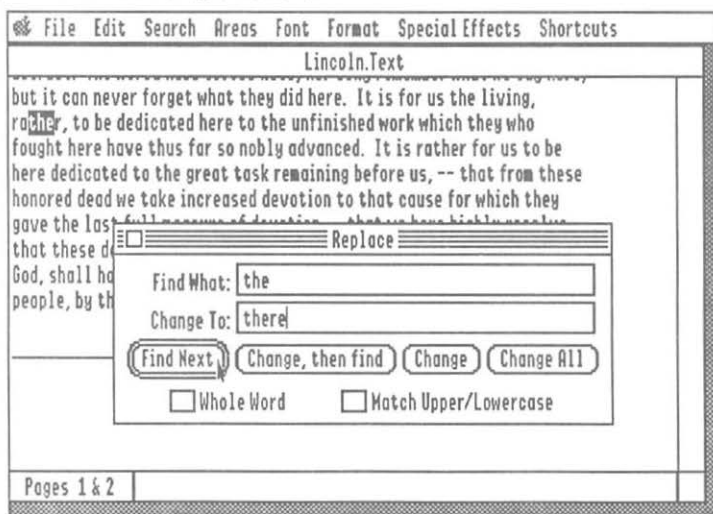 File Edit Search Areas Font Format Special Effects Shortcuts
Lincoln.Text
but it can never forget what they did here. It is for us the living,
rather, to be dedicated here to the unfinished work which they who
fought here have thus far so nobly advanced. It is rather for us to be
here dedicated to the great task remaining before us, -- that from these
honored dead we take increased devotion to that cause for which they
gave the last
that these de
God, shall ha
people, by th
Replace
Find What: the
Change To: there
Find Next Change, then find Change Change All
Whole Word Match Upper/Lowercase
Pages 1 & 2